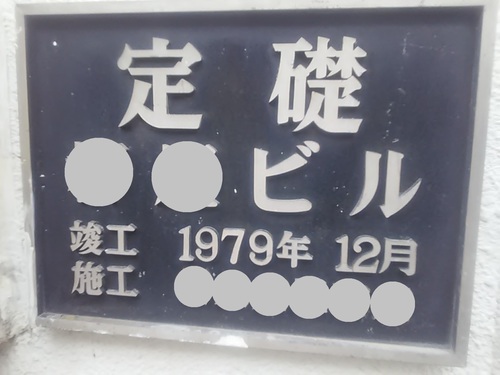 定礎
ビル
竣工 1979年 12月
施工